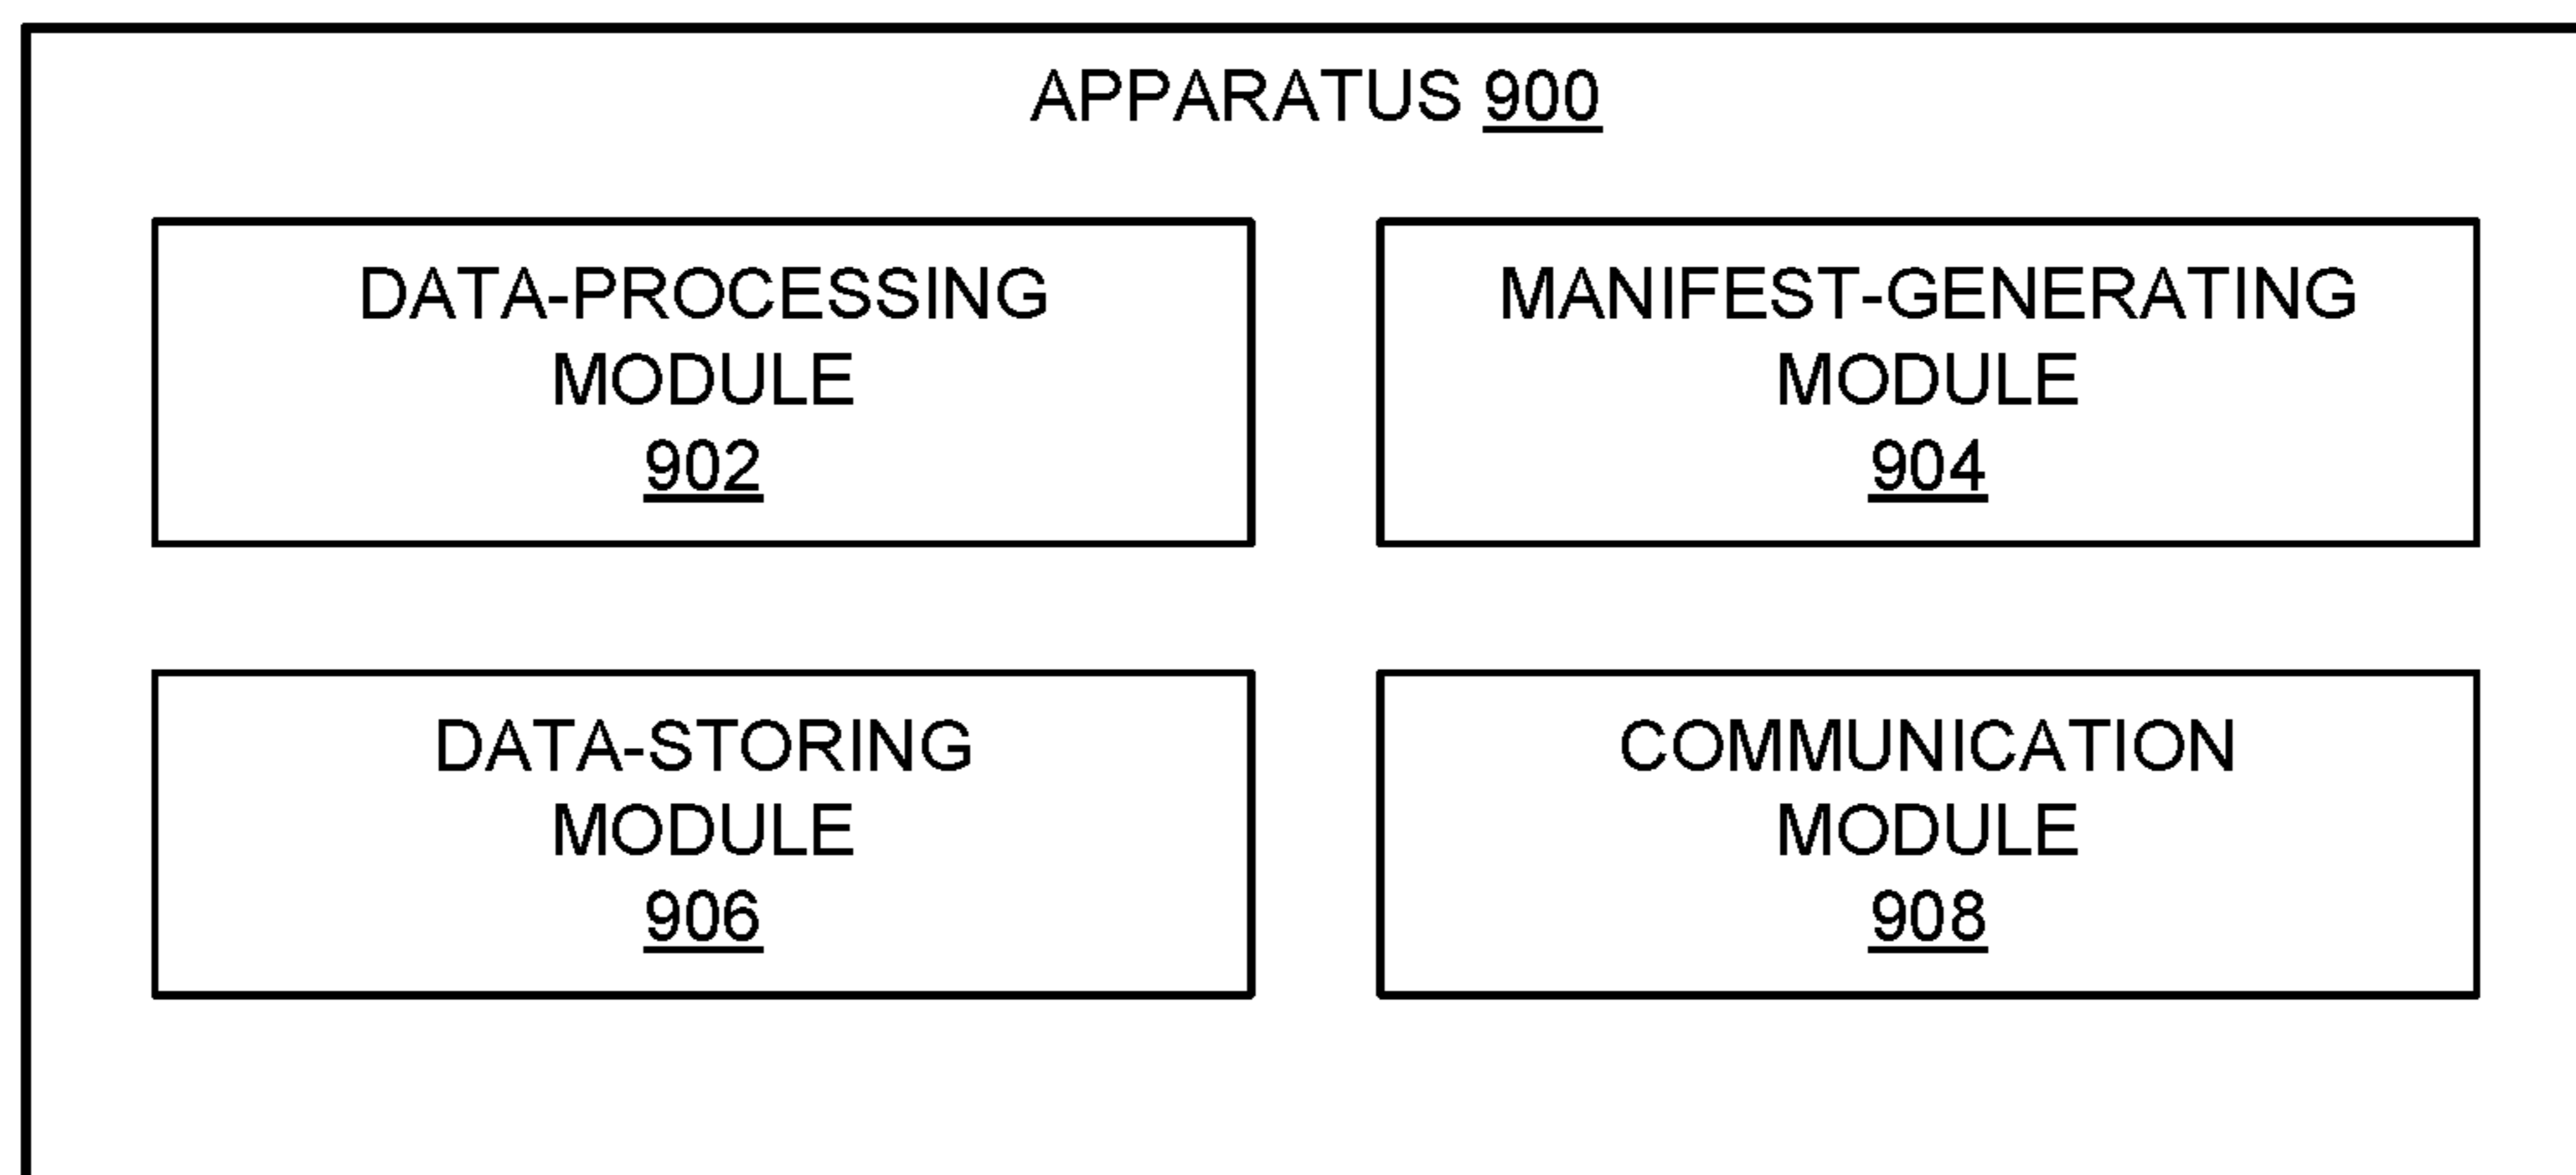 APPARATUS 900
DATA-PROCESSING
MODULE
902
MANIFEST-GENERATING
MODULE
904
DATA-STORING
MODULE
906
COMMUNICATION
MODULE
908